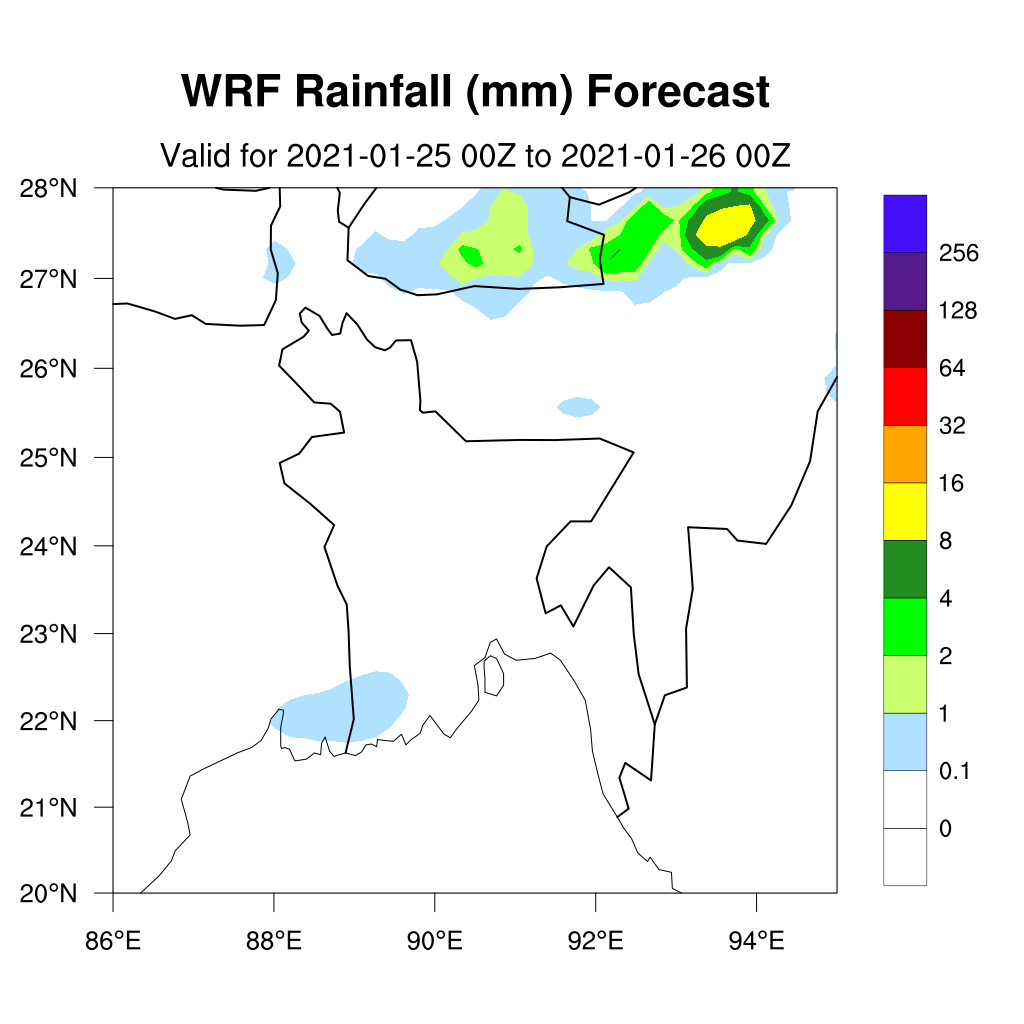 WRF Rainfall (mm) Forecast
Valid for 2021-01-25 00Z to 2021-01-26 00Z
28°N
27°N
26°N
25°N
24°N
23°N
22°N
21°N
20°N
86°E 88°E 90°E 92°E 94°E
256
128
64
32
16
8
4
2
1
0.1
0